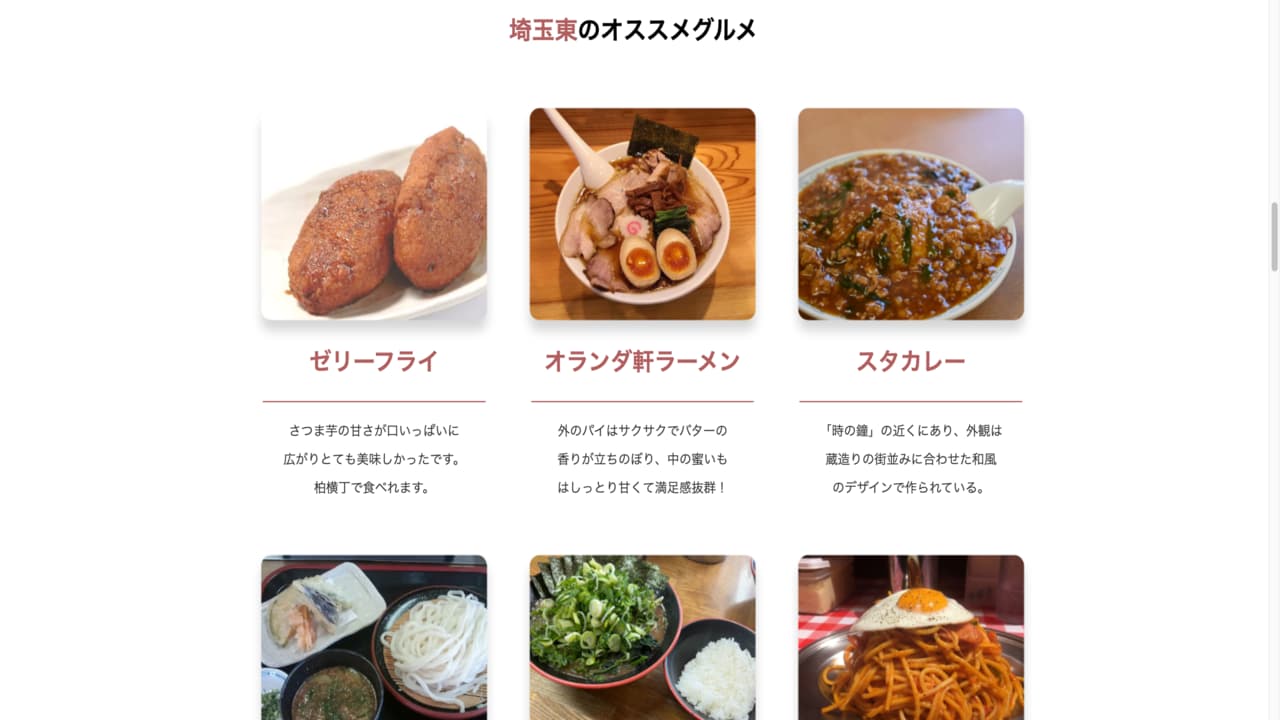 埼玉東のオススメグルメ
ゼリーフライ
オランダ軒ラーメン
スタカレー
さつま芋の甘さが口いっぱいに
広がりとても美味しかったです。
柏横丁で食べれます。
外のパイはサクサクでバターの
香りが立ちのぼり、中の蜜いも
はしっとり甘くて満足感抜群！
「時の鐘」の近くにあり、外観は
蔵造りの街並みに合わせた和風
のデザインで作られている。